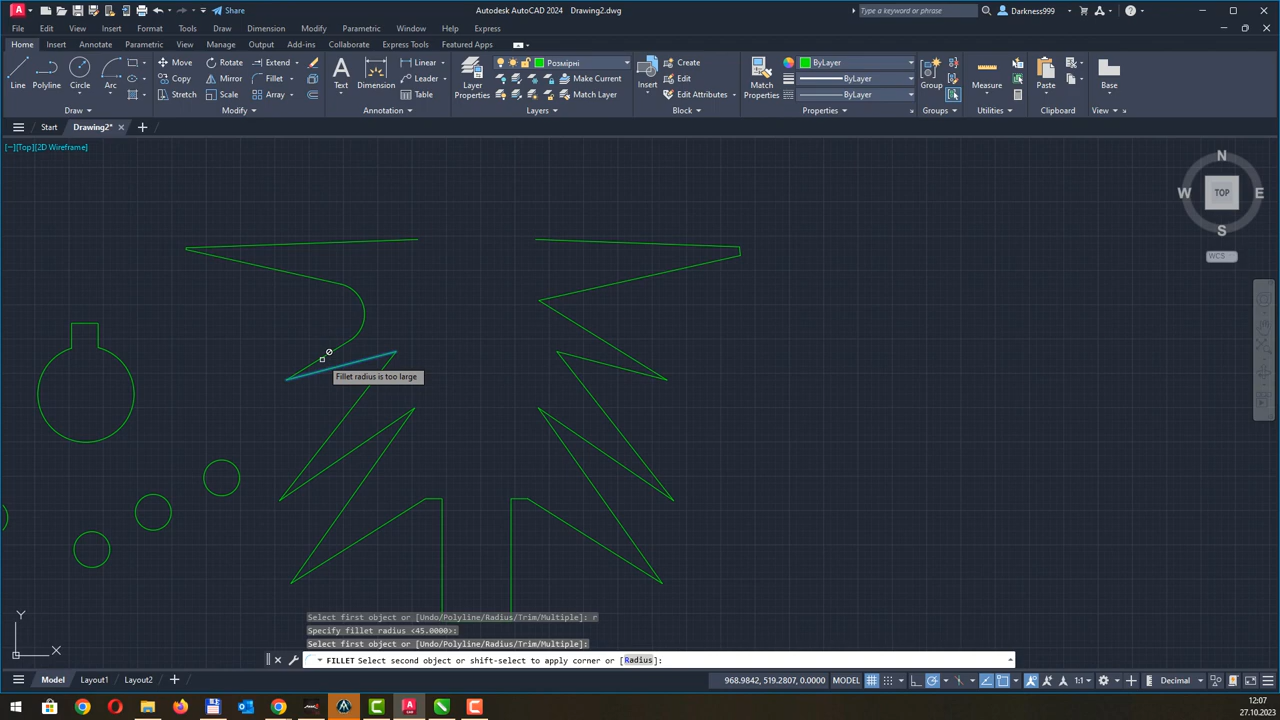 Autodesk AutoCAD 2024 Drawing2.dwg
Type a keyword or phrase
Darkness999
File Edit View Insert Format Tools Draw Dimension Modify Parametric Window Help Express
Home Insert Annotate Parametric View Manage Output Add-ins Collaborate Express Tools Featured Apps
Line Polyline Circle Arc
Move Rotate Extend
Copy Mirror Fillet
Stretch Scale Array
Text Dimension
Linear
Leader
Table
Layer Properties
Розмірні
Make Current
Match Layer
Insert
Create
Edit
Edit Attributes
Match Properties
ByLayer
ByLayer
ByLayer
Group
Measure
Paste
Base
Draw Modify Annotation Layers Block Properties Groups Utilities Clipboard View
Start Drawing2*
[−][Top][2D Wireframe]
N
W TOP E
S
WCS
Fillet radius is too large
Y
X
Select first object or [Undo/Polyline/Radius/Trim/Multiple]: r
Specify fillet radius <45.0000>:
Select first object or [Undo/Polyline/Radius/Trim/Multiple]:
FILLET Select second object or shift-select to apply corner or [Radius]:
Model Layout1 Layout2
968.9842, 519.2807, 0.0000 MODEL
1:1
Decimal
12:07
27.10.2023